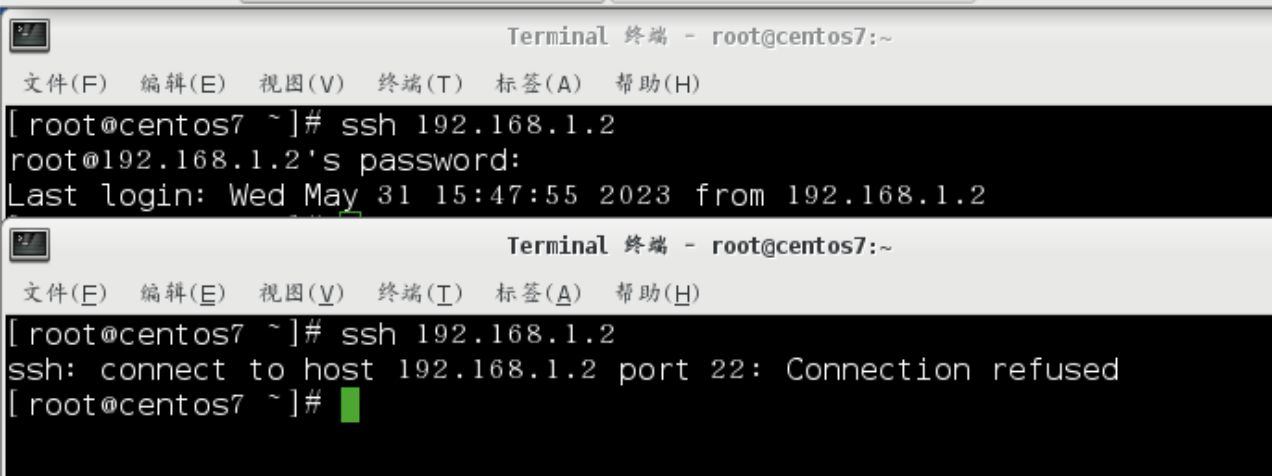 Terminal 终端 - root@centos7:~
文件(F) 编辑(E) 视图(V) 终端(T) 标签(A) 帮助(H)
[root@centos7 ~]# ssh 192.168.1.2
root@192.168.1.2's password:
Last login: Wed May 31 15:47:55 2023 from 192.168.1.2
Terminal 终端 - root@centos7:~
文件(F) 编辑(E) 视图(V) 终端(T) 标签(A) 帮助(H)
[root@centos7 ~]# ssh 192.168.1.2
ssh: connect to host 192.168.1.2 port 22: Connection refused
[root@centos7 ~]#